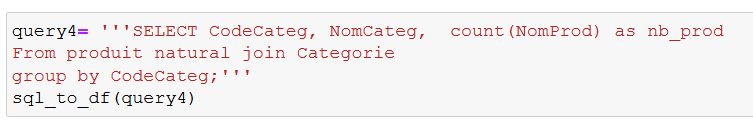 query4= '''SELECT CodeCateg, NomCateg,  count(NomProd) as nb_prod
From produit natural join Categorie
group by CodeCateg;'''
sql_to_df(query4)